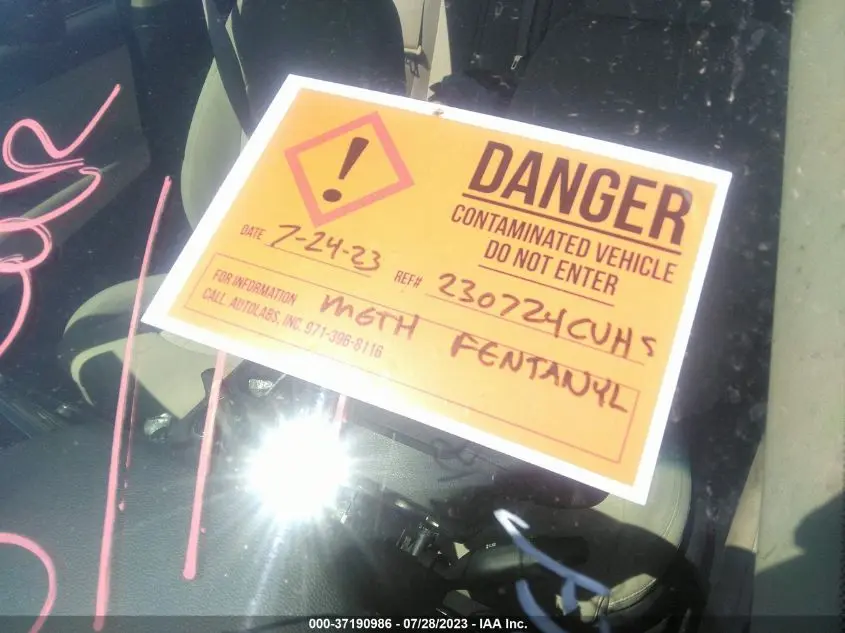 DANGER
CONTAMINATED VEHICLE
DO NOT ENTER
DATE 7-24-23 REF# 230724CUHS
FOR INFORMATION
CALL, AUTOLABS, INC. 971-396-8116
METH FENTANYL
000-37190986 - 07/28/2023 - IAA Inc.